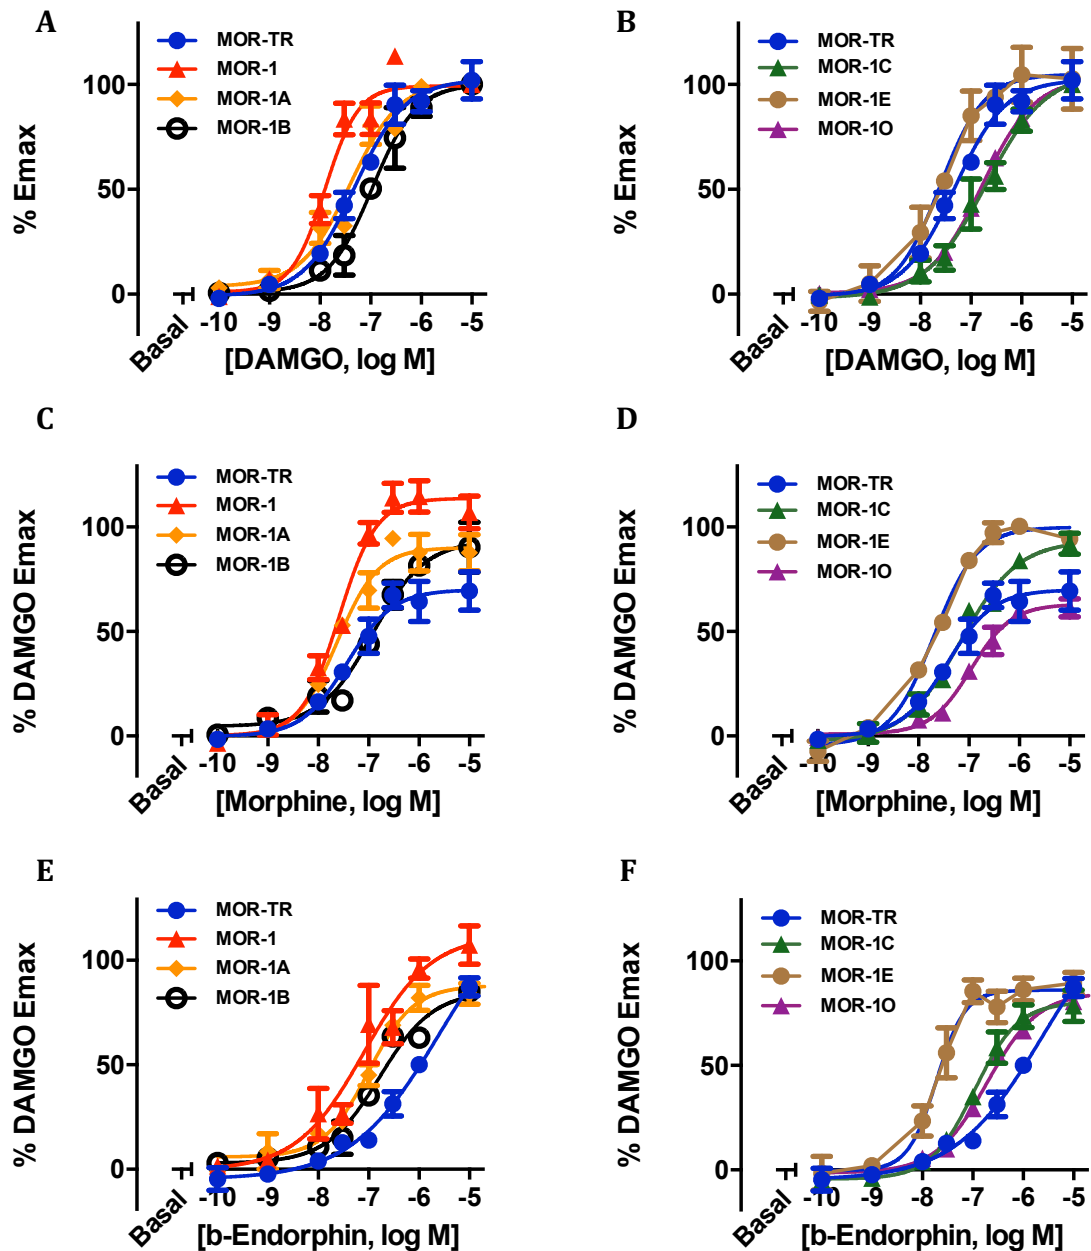 A
MOR-TR
MOR-1
MOR-1A
MOR-1B
100
50
0
% Emax
Basal
-10 -9 -8 -7 -6 -5
[DAMGO, log M]
B
MOR-TR
MOR-1C
MOR-1E
MOR-1O
100
50
0
% Emax
Basal
-10 -9 -8 -7 -6 -5
[DAMGO, log M]
C
MOR-TR
MOR-1
MOR-1A
MOR-1B
100
50
0
% DAMGO Emax
Basal
-10 -9 -8 -7 -6 -5
[Morphine, log M]
D
MOR-TR
MOR-1C
MOR-1E
MOR-1O
100
50
0
% DAMGO Emax
Basal
-10 -9 -8 -7 -6 -5
[Morphine, log M]
E
MOR-TR
MOR-1
MOR-1A
MOR-1B
100
50
0
% DAMGO Emax
Basal
-10 -9 -8 -7 -6 -5
[b-Endorphin, log M]
F
MOR-TR
MOR-1C
MOR-1E
MOR-1O
100
50
0
% DAMGO Emax
Basal
-10 -9 -8 -7 -6 -5
[b-Endorphin, log M]